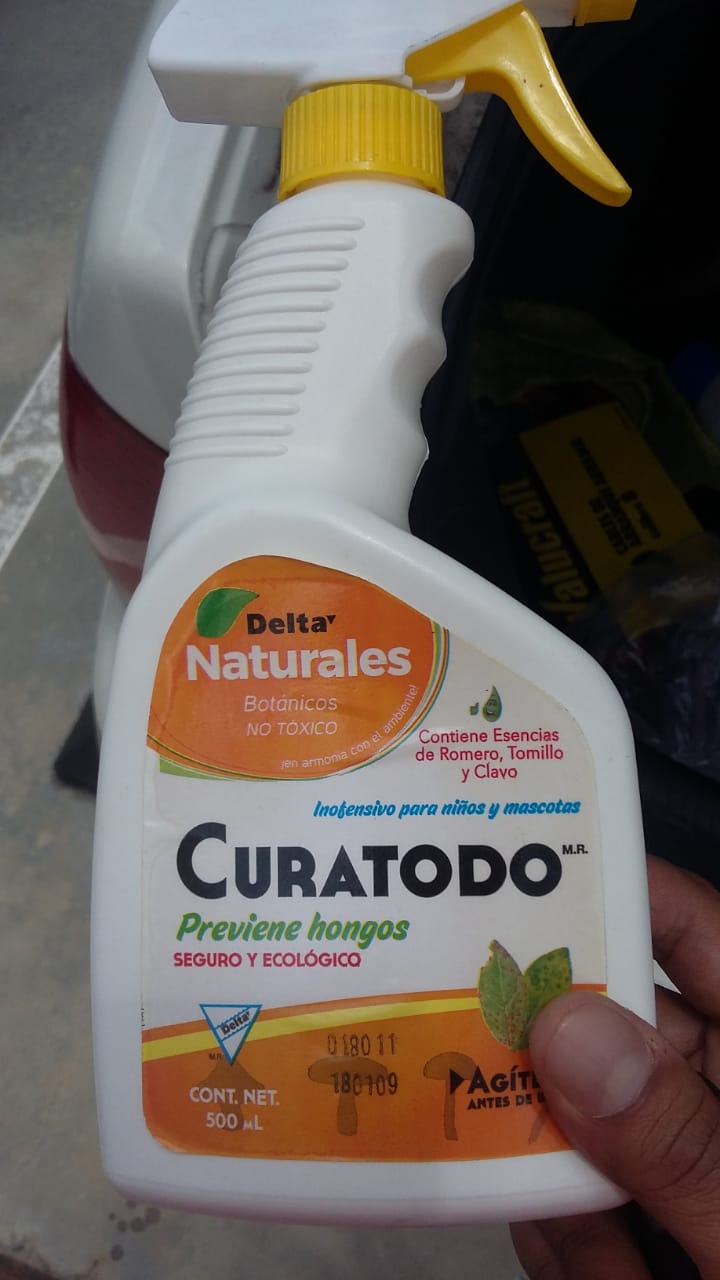 Delta
Naturales
Botánicos
NO TÓXICO
¡en armonía con el ambiente!
Contiene Esencias
de Romero, Tomillo
y Clavo
Inofensivo para niños y mascotas
CURATODO M.R.
Previene hongos
SEGURO Y ECOLÓGICO
Delta
M.R.
018011
180109
CONT. NET.
500 mL
AGÍT
ANTES DE U
Valucraft